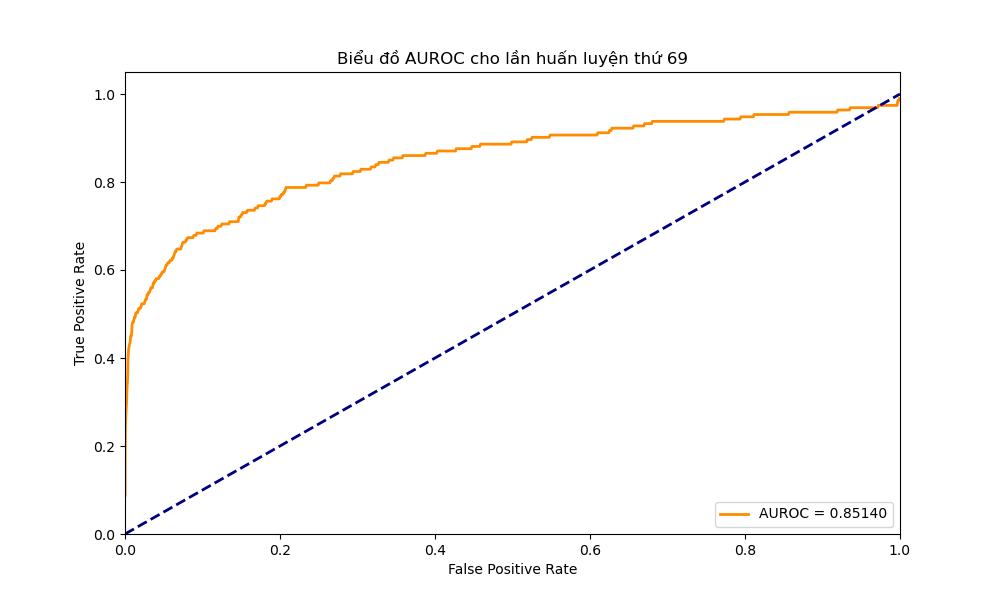 Biểu đồ AUROC cho lần huấn luyện thứ 69
1.0
0.8
0.6
0.4
0.2
0.0
True Positive Rate
0.0 0.2 0.4 0.6 0.8 1.0
False Positive Rate
AUROC = 0.85140